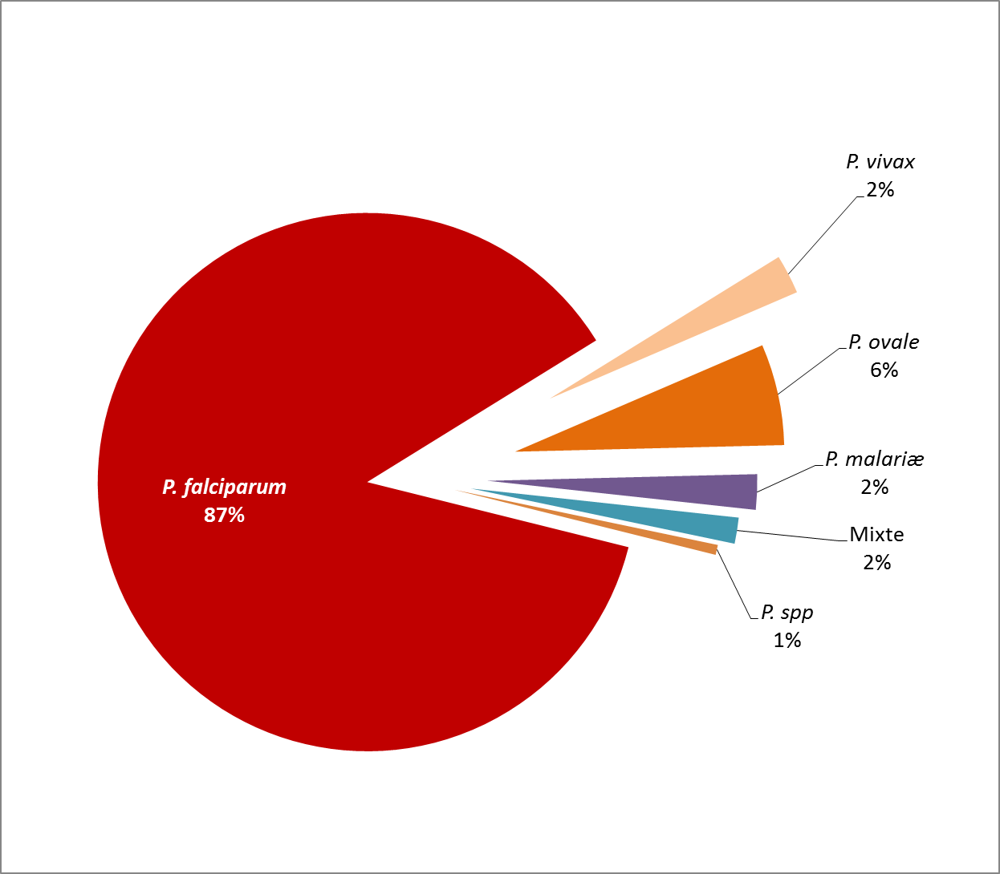 P. vivax
2%
P. ovale
6%
P. malariæ
2%
P. falciparum
87%
Mixte
2%
P. spp
1%